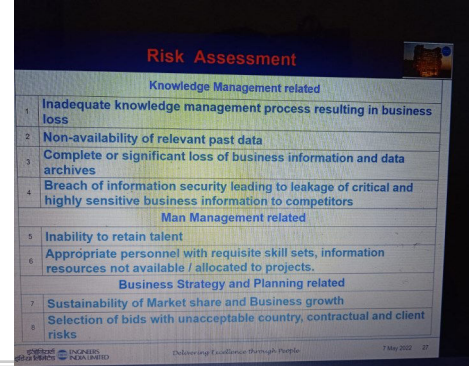 Risk Assessment
Knowledge Management related
1 Inadequate knowledge management process resulting in business
loss
2 Non-availability of relevant past data
3 Complete or significant loss of business information and data
archives
4 Breach of information security leading to leakage of critical and
highly sensitive business information to competitors
Man Management related
5 Inability to retain talent
6 Appropriate personnel with requisite skill sets, information
resources not available / allocated to projects.
Business Strategy and Planning related
7 Sustainability of Market share and Business growth
8 Selection of bids with unacceptable country, contractual and client
risks
ENGINEERS
INDIA LIMITED
Delivering Excellence through People
7 May 2022 27